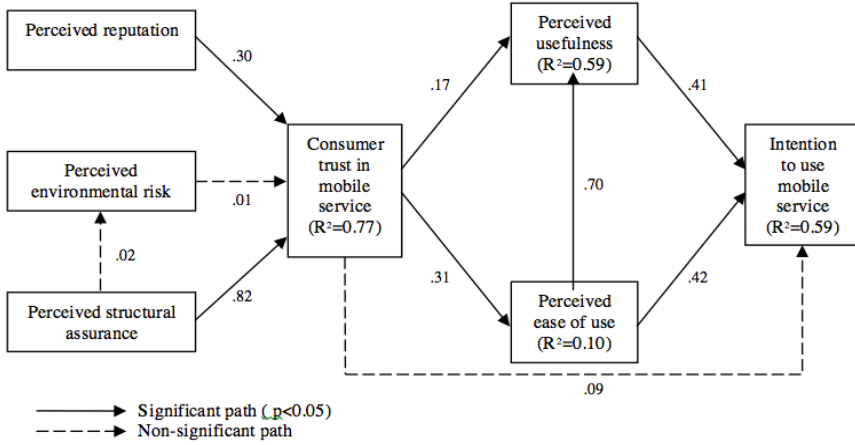 Perceived reputation
.30
Perceived
environmental risk
.01
.02
Perceived structural
assurance
.82
Consumer
trust in
mobile
service
(R²=0.77)
.17
.31
Perceived
usefulness
(R²=0.59)
.70
Perceived
ease of use
(R²=0.10)
.41
.42
Intention
to use
mobile
service
(R²=0.59)
.09
Significant path ( p<0.05)
Non-significant path